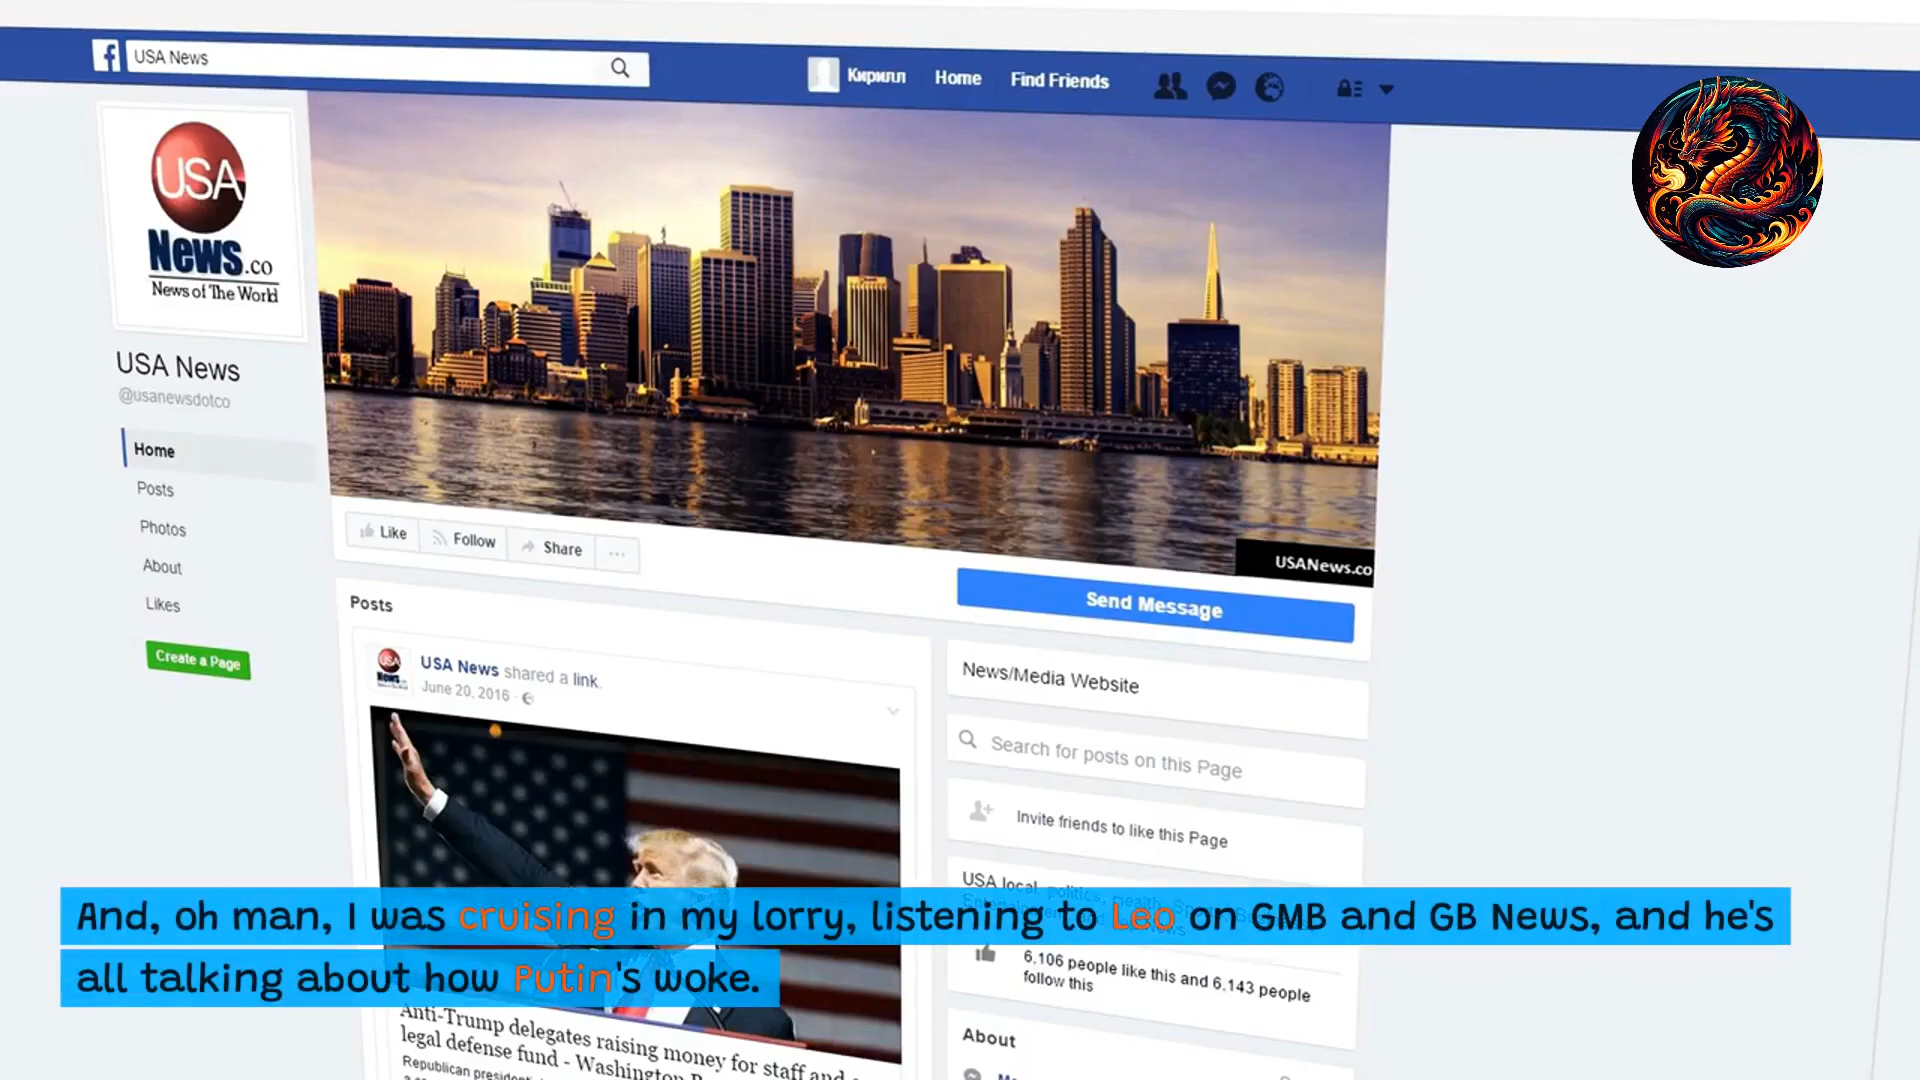 USA News
Кирилл
Home
Find Friends
USA
News.co
News of The World
USA News
@usanewsdotco
Home
Posts
Photos
About
Likes
Create a Page
USANews.co
Like
Follow
Share
Send Message
Posts
USA News shared a link.
June 20, 2016
News/Media Website
Search for posts on this Page
Invite friends to like this Page
USA local, politics, health, Sports, Business,
6,106 people like this and 6,143 people
follow this
About
And, oh man, I was cruising in my lorry, listening to Leo on GMB and GB News, and he's
all talking about how Putin's woke.
Anti-Trump delegates raising money for staff and
legal defense fund - Washington
Republican